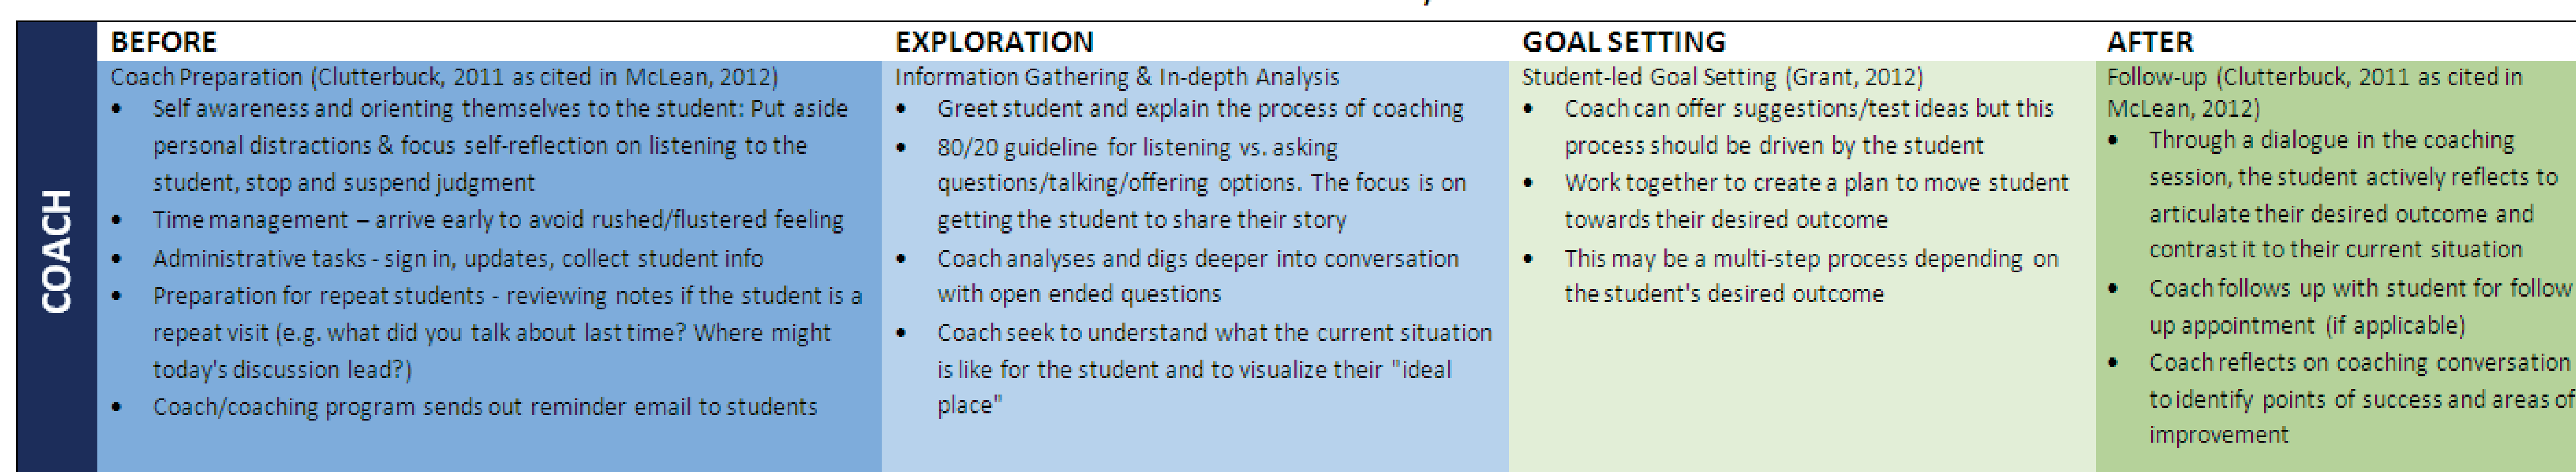 COACH
BEFORE
Coach Preparation (Clutterbuck, 2011 as cited in McLean, 2012)
• Self awareness and orienting themselves to the student: Put aside
personal distractions & focus self-reflection on listening to the
student, stop and suspend judgment
• Time management – arrive early to avoid rushed/flustered feeling
• Administrative tasks - sign in, updates, collect student info
• Preparation for repeat students - reviewing notes if the student is a
repeat visit (e.g. what did you talk about last time? Where might
today's discussion lead?)
• Coach/coaching program sends out reminder email to students
EXPLORATION
Information Gathering & In-depth Analysis
• Greet student and explain the process of coaching
• 80/20 guideline for listening vs. asking
questions/talking/offering options. The focus is on
getting the student to share their story
• Coach analyses and digs deeper into conversation
with open ended questions
• Coach seek to understand what the current situation
is like for the student and to visualize their "ideal
place"
GOAL SETTING
Student-led Goal Setting (Grant, 2012)
• Coach can offer suggestions/test ideas but this
process should be driven by the student
• Work together to create a plan to move student
towards their desired outcome
• This may be a multi-step process depending on
the student's desired outcome
AFTER
Follow-up (Clutterbuck, 2011 as cited in
McLean, 2012)
• Through a dialogue in the coaching
session, the student actively reflects to
articulate their desired outcome and
contrast it to their current situation
• Coach follows up with student for follow
up appointment (if applicable)
• Coach reflects on coaching conversation
to identify points of success and areas of
improvement